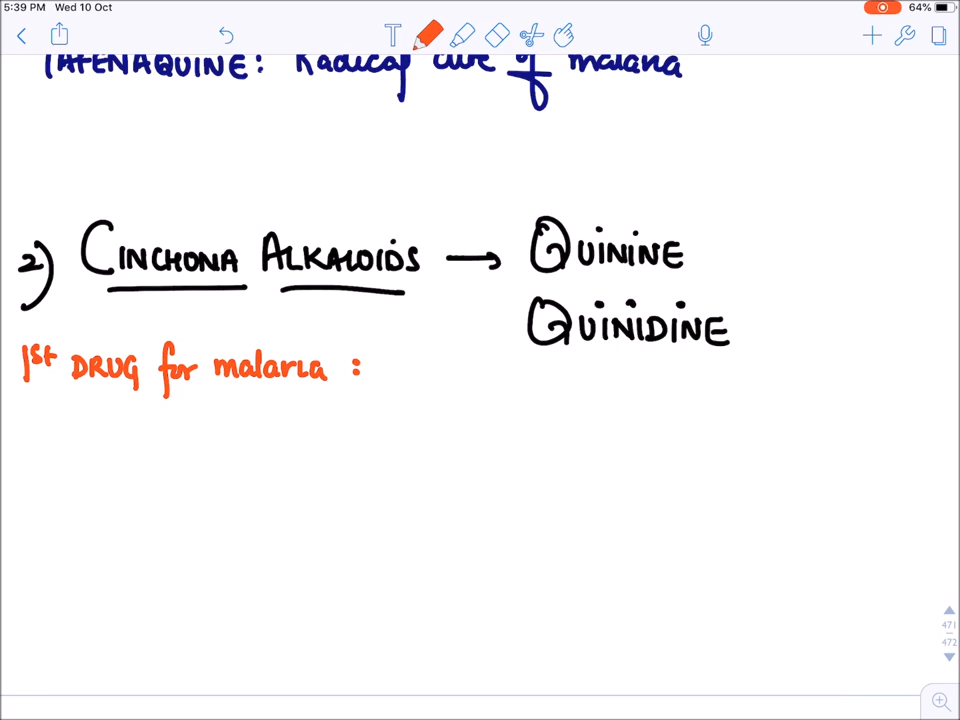 5:39 PM Wed 10 Oct
64%
TAFENAQUINE: Radical cure of malaria
2) CINCHONA ALKALOIDS → QUININE
QUINIDINE
1st DRUG for malaria :
471
472